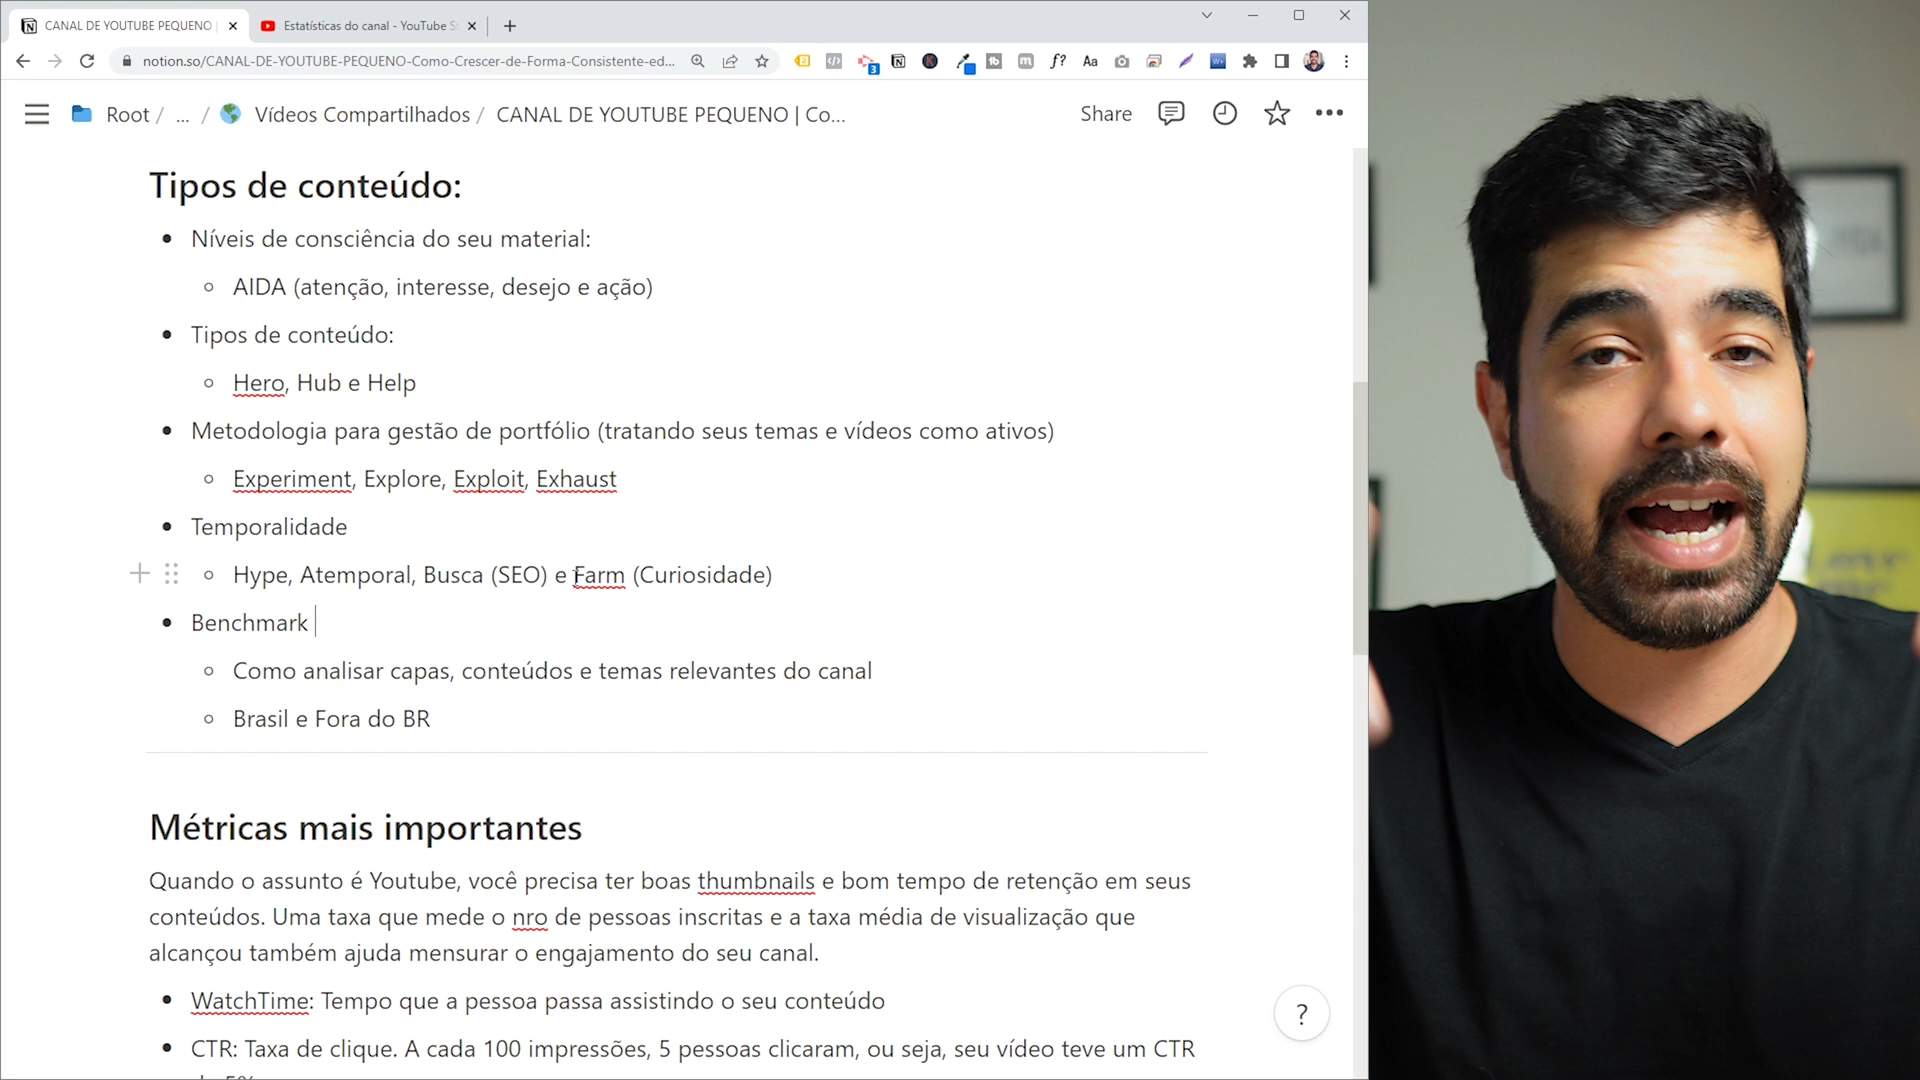 CANAL DE YOUTUBE PEQUENO |
Estatísticas do canal - YouTube S
notion.so/CANAL-DE-YOUTUBE-PEQUENO-Como-Crescer-de-Forma-Consistente-ed...
Root / ... / Vídeos Compartilhados / CANAL DE YOUTUBE PEQUENO | Co...
Share
Tipos de conteúdo:
Níveis de consciência do seu material:
AIDA (atenção, interesse, desejo e ação)
Tipos de conteúdo:
Hero, Hub e Help
Metodologia para gestão de portfólio (tratando seus temas e vídeos como ativos)
Experiment, Explore, Exploit, Exhaust
Temporalidade
Hype, Atemporal, Busca (SEO) e Farm (Curiosidade)
Benchmark
Como analisar capas, conteúdos e temas relevantes do canal
Brasil e Fora do BR
Métricas mais importantes
Quando o assunto é Youtube, você precisa ter boas thumbnails e bom tempo de retenção em seus
conteúdos. Uma taxa que mede o nro de pessoas inscritas e a taxa média de visualização que
alcançou também ajuda mensurar o engajamento do seu canal.
WatchTime: Tempo que a pessoa passa assistindo o seu conteúdo
?
CTR: Taxa de clique. A cada 100 impressões, 5 pessoas clicaram, ou seja, seu vídeo teve um CTR